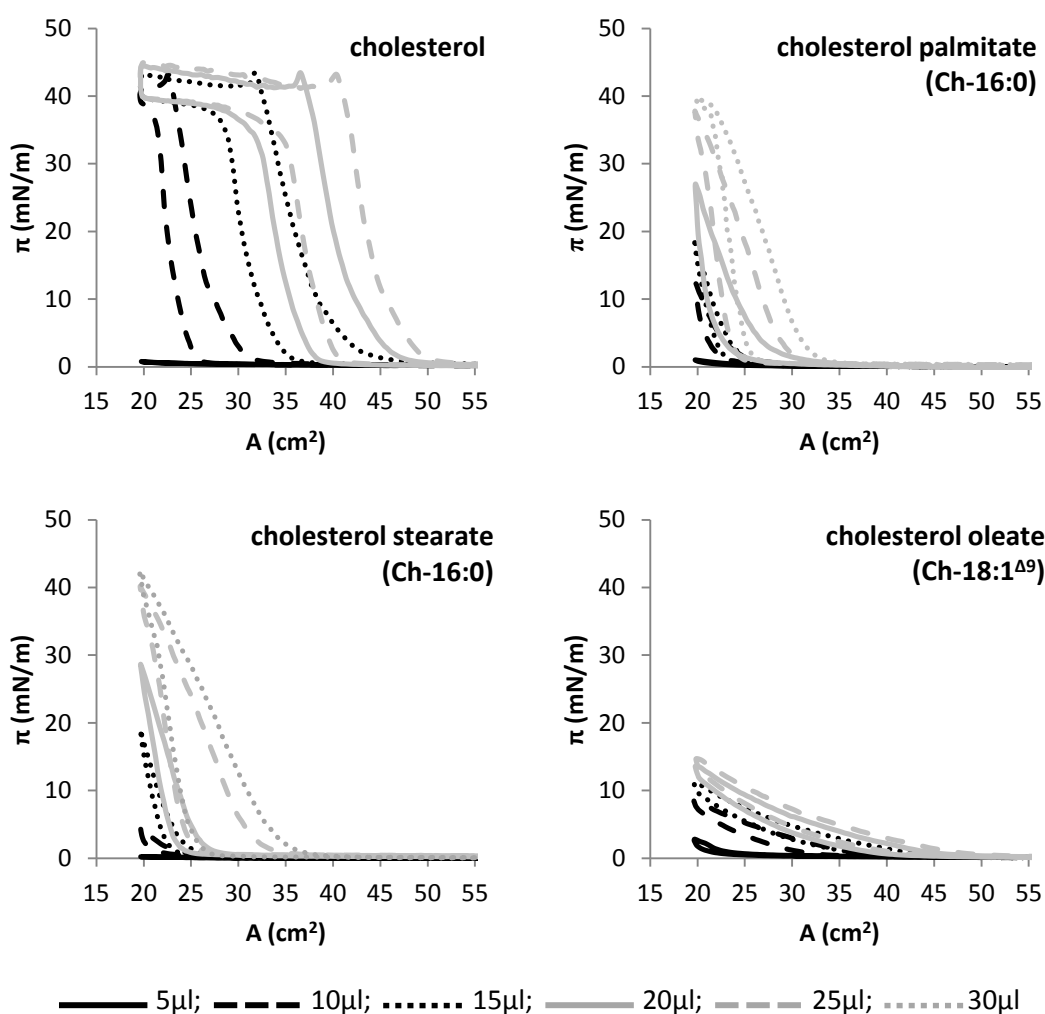 cholesterol
π (mN/m)
50
40
30
20
10
0
15 20 25 30 35 40 45 50 55
A (cm²)
cholesterol palmitate
(Ch-16:0)
π (mN/m)
50
40
30
20
10
0
15 20 25 30 35 40 45 50 55
A (cm²)
cholesterol stearate
(Ch-16:0)
π (mN/m)
50
40
30
20
10
0
15 20 25 30 35 40 45 50 55
A (cm²)
cholesterol oleate
(Ch-18:1Δ9)
π (mN/m)
50
40
30
20
10
0
15 20 25 30 35 40 45 50 55
A (cm²)
5μl; 10μl; 15μl; 20μl; 25μl; 30μl